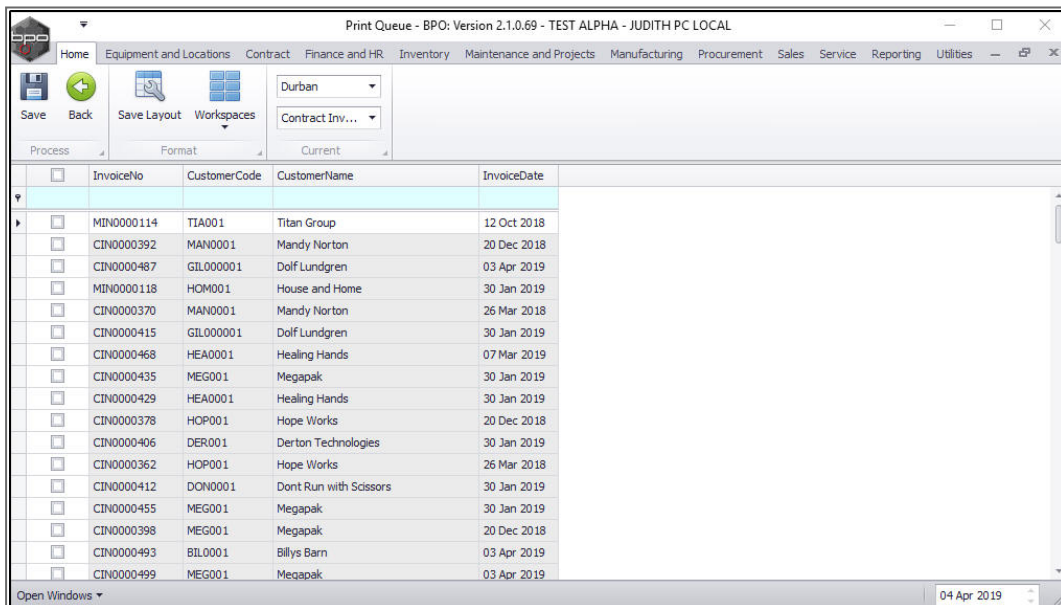 Print Queue - BPO: Version 2.1.0.69 - TEST ALPHA - JUDITH PC LOCAL
bpo
Home Equipment and Locations Contract Finance and HR Inventory Maintenance and Projects Manufacturing Procurement Sales Service Reporting Utilities
Durban
Save Back Save Layout Workspaces Contract Inv...
Process Format Current
InvoiceNo CustomerCode CustomerName InvoiceDate
MIN0000114 TIA001 Titan Group 12 Oct 2018
CIN0000392 MAN0001 Mandy Norton 20 Dec 2018
CIN0000487 GIL000001 Dolf Lundgren 03 Apr 2019
MIN0000118 HOM001 House and Home 30 Jan 2019
CIN0000370 MAN0001 Mandy Norton 26 Mar 2018
CIN0000415 GIL000001 Dolf Lundgren 30 Jan 2019
CIN0000468 HEA0001 Healing Hands 07 Mar 2019
CIN0000435 MEG001 Megapak 30 Jan 2019
CIN0000429 HEA0001 Healing Hands 30 Jan 2019
CIN0000378 HOP001 Hope Works 20 Dec 2018
CIN0000406 DER001 Derton Technologies 30 Jan 2019
CIN0000362 HOP001 Hope Works 26 Mar 2018
CIN0000412 DON0001 Dont Run with Scissors 30 Jan 2019
CIN0000455 MEG001 Megapak 30 Jan 2019
CIN0000398 MEG001 Megapak 20 Dec 2018
CIN0000493 BIL0001 Billys Barn 03 Apr 2019
CIN0000499 MEG001 Megapak 03 Apr 2019
Open Windows 04 Apr 2019